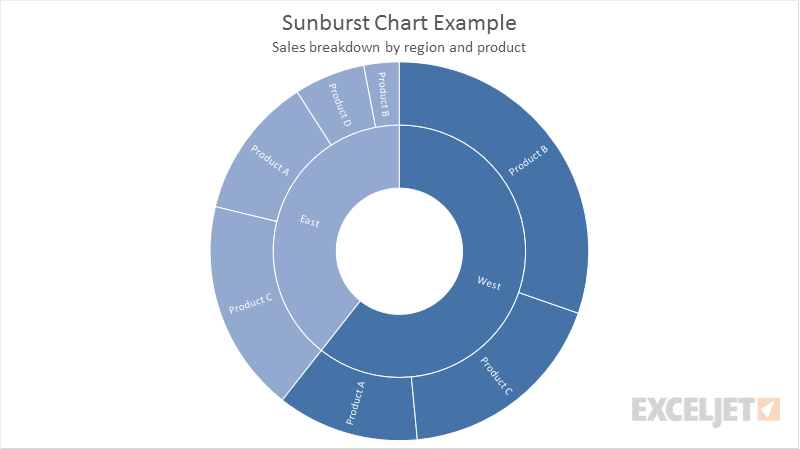 Sunburst Chart Example
Sales breakdown by region and product
Product B
Product D
Product A
Product B
East
West
Product C
Product C
Product A
EXCELJET